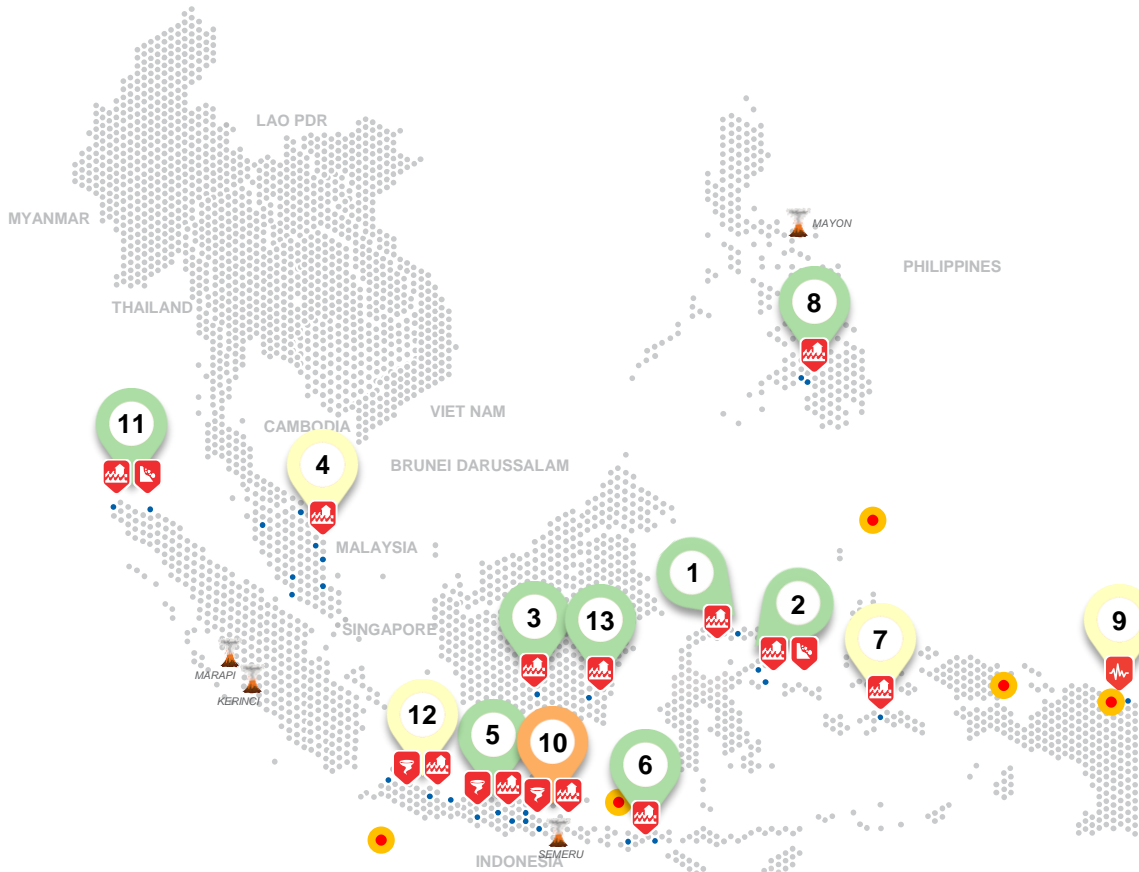 LAO PDR
MYANMAR
MAYON
PHILIPPINES
THAILAND
8
VIET NAM
11
CAMBODIA
4
BRUNEI DARUSSALAM
MALAYSIA
1
2
3
13
9
SINGAPORE
7
MARAPI
KERINCI
12
5
10
6
SEMERU
INDONESIA